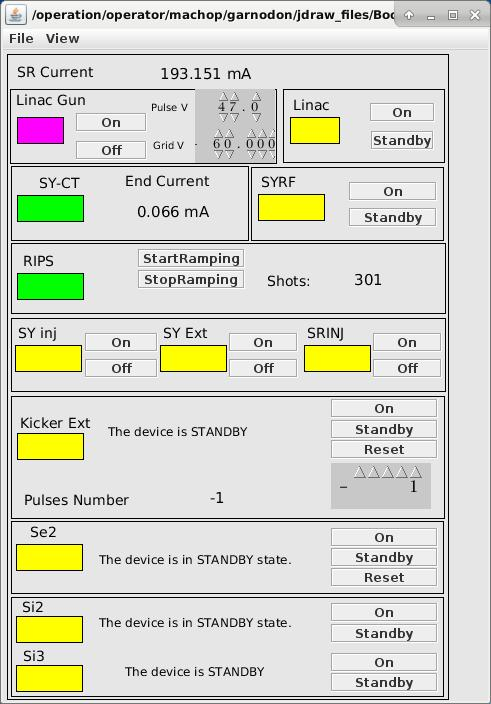 /operation/operator/machop/garnodon/jdraw_files/Boo
File View
SR Current 193.151 mA
Linac Gun
On
Off
Pulse V 47.0
Grid V - 60.000
Linac
On
Standby
SY-CT
End Current
0.066 mA
SYRF
On
Standby
RIPS
StartRamping
StopRamping
Shots: 301
SY inj
On
Off
SY Ext
On
Off
SRINJ
On
Off
Kicker Ext
The device is STANDBY
On
Standby
Reset
Pulses Number -1
- 1
Se2
The device is in STANDBY state.
On
Standby
Reset
Si2
The device is in STANDBY state.
On
Standby
Si3
The device is STANDBY
On
Standby